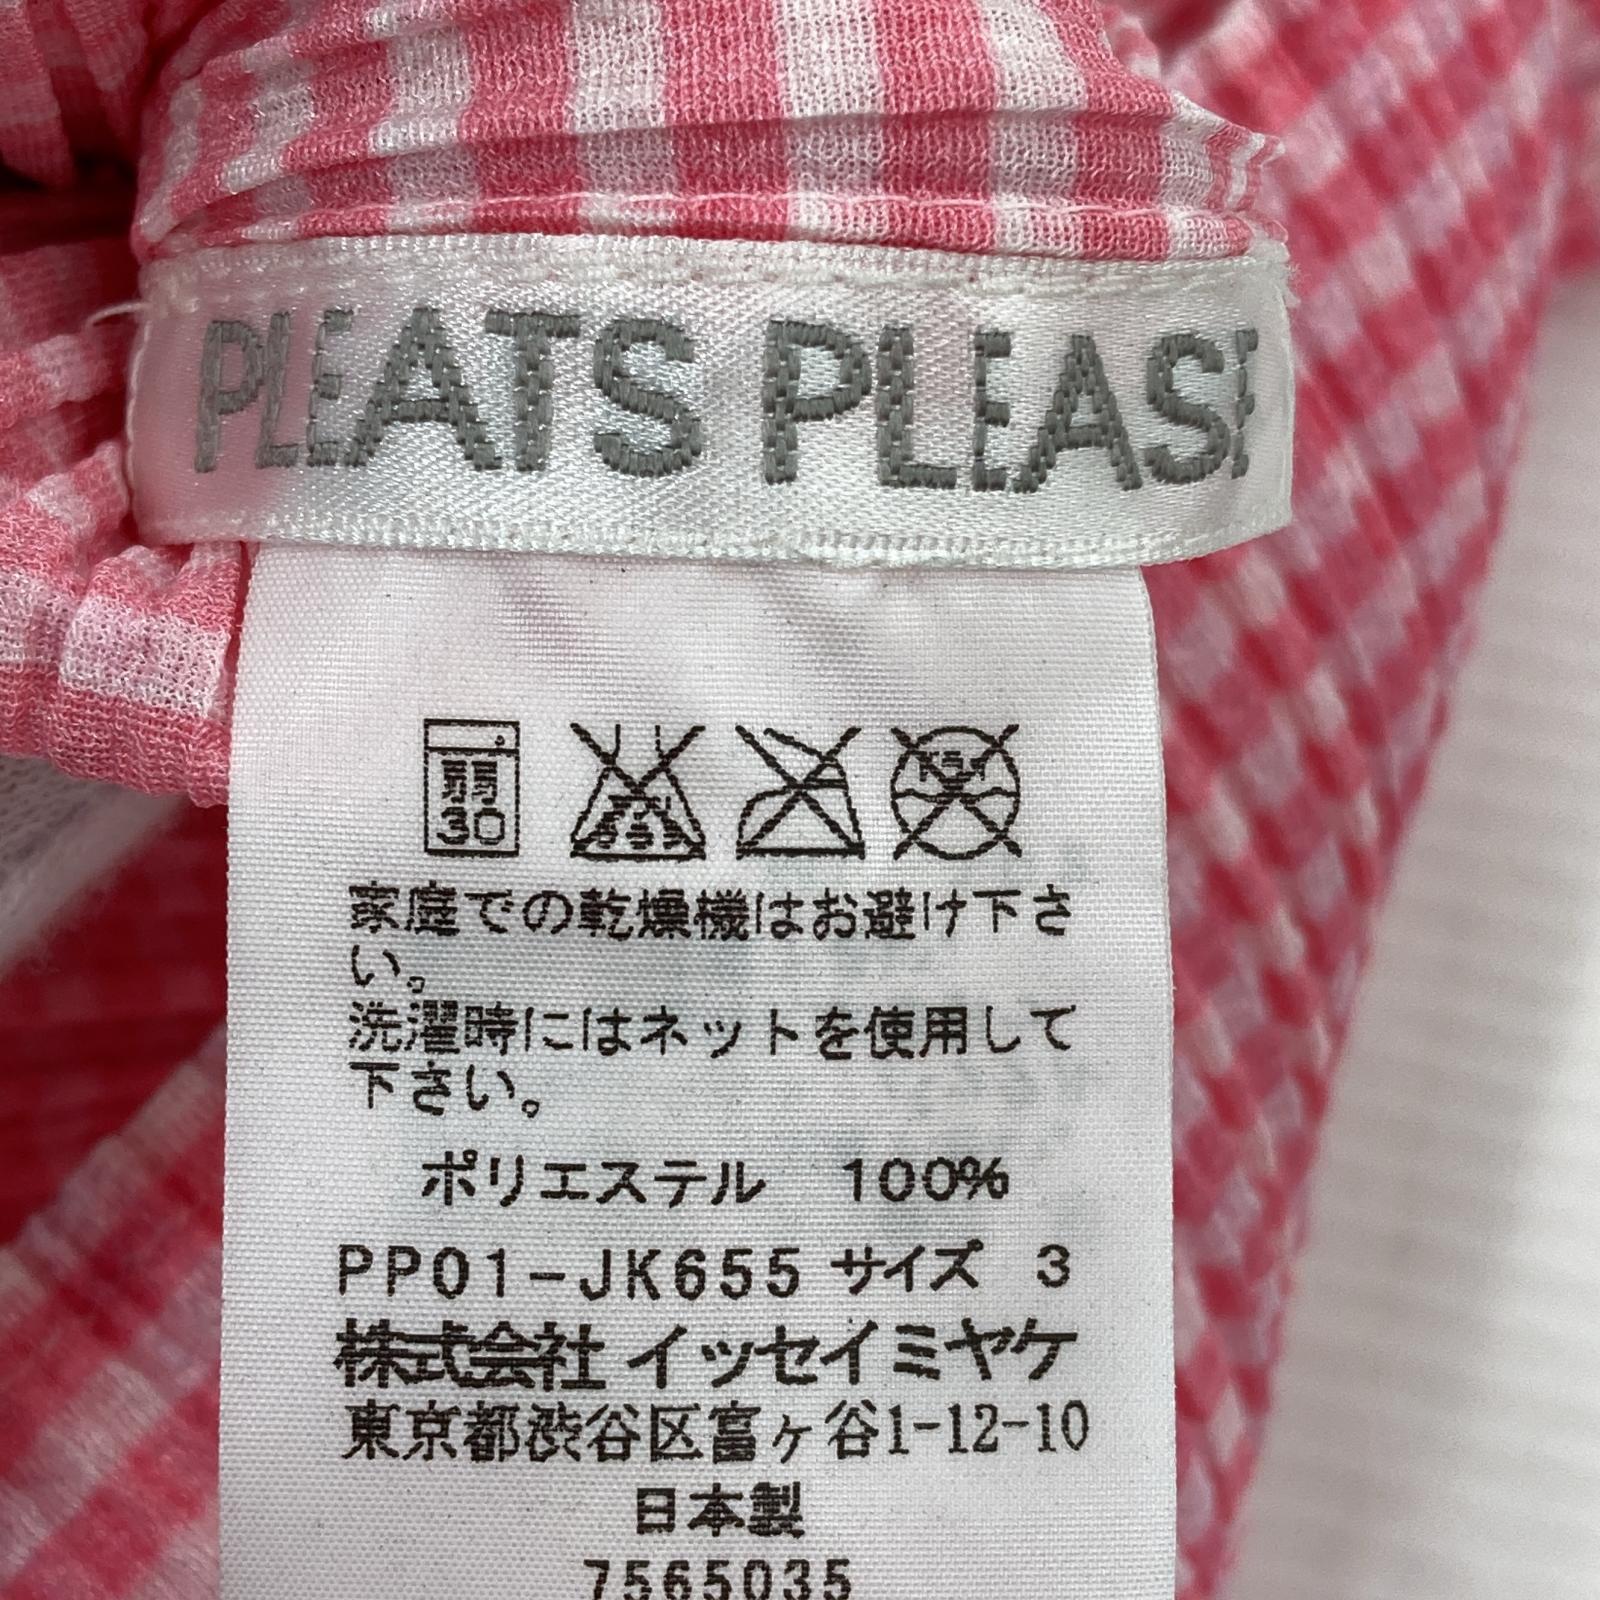 PLEATS PLEASE
弱
30
家庭での乾燥機はお避け下さ
い。
洗濯時にはネットを使用して
下さい。
ポリエステル 100%
PP01-JK655 サイズ 3
株式会社 イッセイミヤケ
東京都渋谷区富ヶ谷1-12-10
日本製
7565035